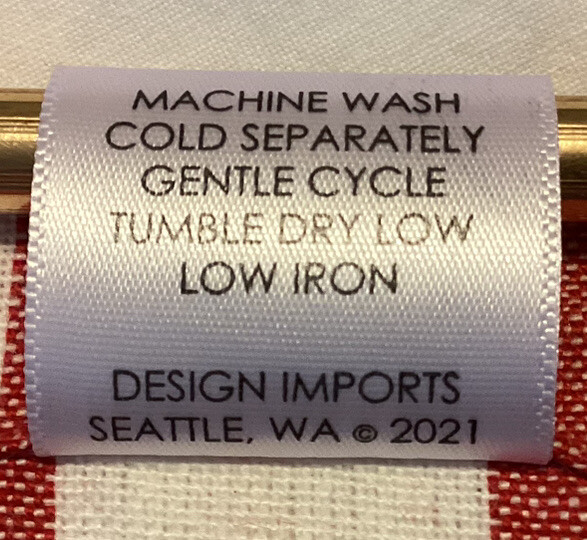 MACHINE WASH
COLD SEPARATELY
GENTLE CYCLE
TUMBLE DRY LOW
LOW IRON
DESIGN IMPORTS
SEATTLE, WA © 2021